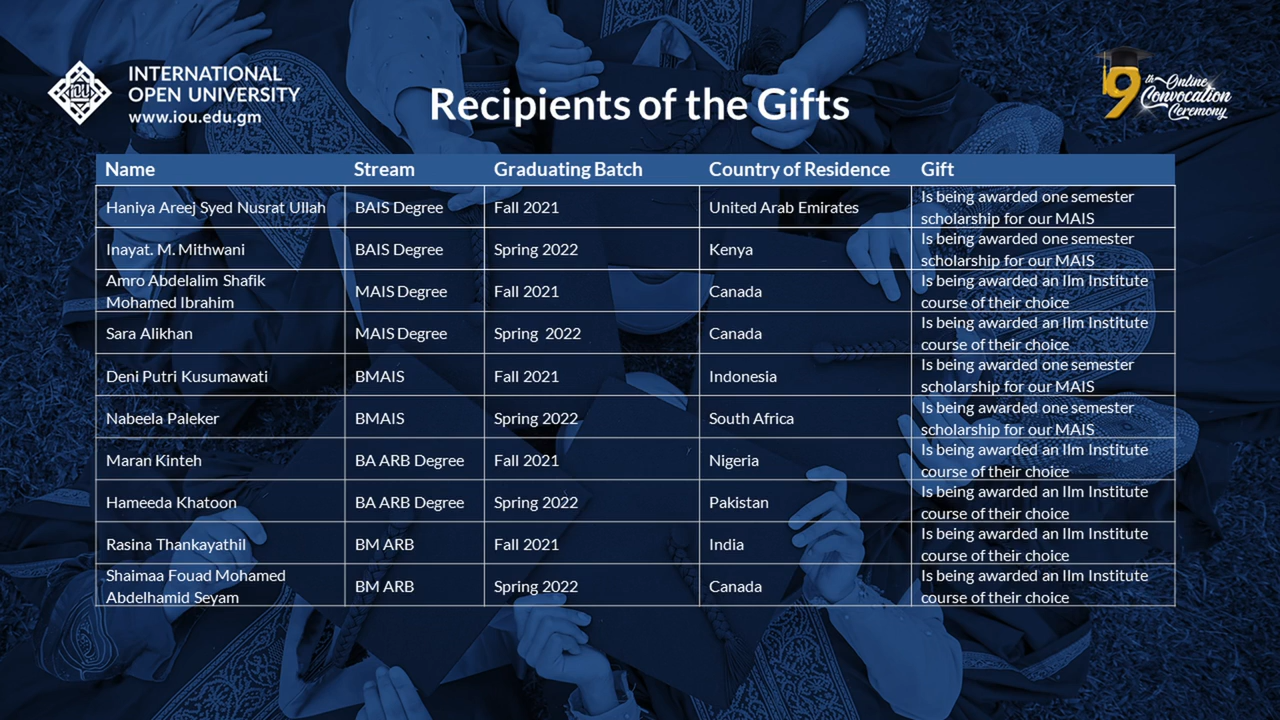 INTERNATIONAL
OPEN UNIVERSITY
www.iou.edu.gm
iou
Recipients of the Gifts
9th Online
Convocation
Ceremony
Name Stream Graduating Batch Country of Residence Gift
Haniya Areej Syed Nusrat Ullah BAIS Degree Fall 2021 United Arab Emirates Is being awarded one semester
scholarship for our MAIS
Inayat. M. Mithwani BAIS Degree Spring 2022 Kenya Is being awarded one semester
scholarship for our MAIS
Amro Abdelalim Shafik
Mohamed Ibrahim MAIS Degree Fall 2021 Canada Is being awarded an Ilm Institute
course of their choice
Sara Alikhan MAIS Degree Spring 2022 Canada Is being awarded an Ilm Institute
course of their choice
Deni Putri Kusumawati BMAIS Fall 2021 Indonesia Is being awarded one semester
scholarship for our MAIS
Nabeela Paleker BMAIS Spring 2022 South Africa Is being awarded one semester
scholarship for our MAIS
Maran Kinteh BA ARB Degree Fall 2021 Nigeria Is being awarded an Ilm Institute
course of their choice
Hameeda Khatoon BA ARB Degree Spring 2022 Pakistan Is being awarded an Ilm Institute
course of their choice
Rasina Thankayathil BM ARB Fall 2021 India Is being awarded an Ilm Institute
course of their choice
Shaimaa Fouad Mohamed
Abdelhamid Seyam BM ARB Spring 2022 Canada Is being awarded an Ilm Institute
course of their choice